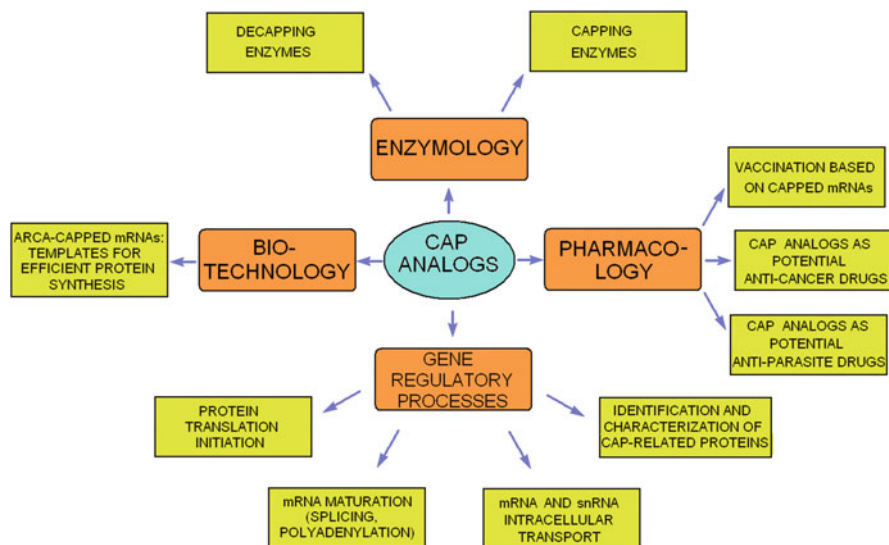 DECAPPING
ENZYMES
CAPPING
ENZYMES
ENZYMOLOGY
VACCINATION BASED
ON CAPPED mRNAs
ARCA-CAPPED mRNAs:
TEMPLATES FOR
EFFICIENT PROTEIN
SYNTHESIS
BIO-
TECHNOLOGY
CAP
ANALOGS
PHARMACO-
LOGY
CAP ANALOGS AS
POTENTIAL
ANTI-CANCER DRUGS
CAP ANALOGS AS
POTENTIAL
ANTI-PARASITE DRUGS
GENE
REGULATORY
PROCESSES
PROTEIN
TRANSLATION
INITIATION
IDENTIFICATION AND
CHARACTERIZATION OF
CAP-RELATED PROTEINS
mRNA MATURATION
(SPLICING,
POLYADENYLATION)
mRNA AND snRNA
INTRACELLULAR
TRANSPORT